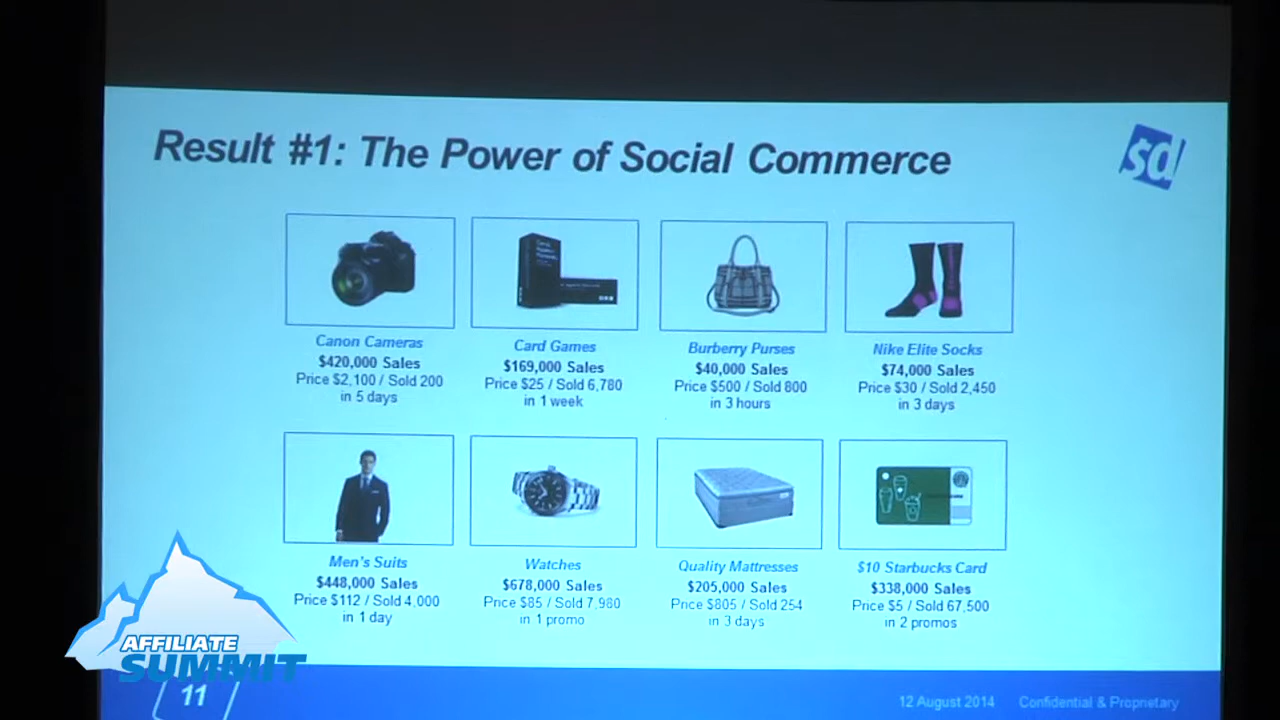 Result #1: The Power of Social Commerce
sd
Canon Cameras
$420,000 Sales
Price $2,100 / Sold 200
in 5 days
Card Games
$169,000 Sales
Price $25 / Sold 6,780
in 1 week
Burberry Purses
$40,000 Sales
Price $500 / Sold 800
in 3 hours
Nike Elite Socks
$74,000 Sales
Price $30 / Sold 2,450
in 3 days
Men's Suits
$448,000 Sales
Price $112 / Sold 4,000
in 1 day
Watches
$678,000 Sales
Price $85 / Sold 7,980
in 1 promo
Quality Mattresses
$205,000 Sales
Price $805 / Sold 254
in 3 days
$10 Starbucks Card
$338,000 Sales
Price $5 / Sold 67,500
in 2 promos
AFFILIATE
SUMMIT
11
12 August 2014 Confidential & Proprietary